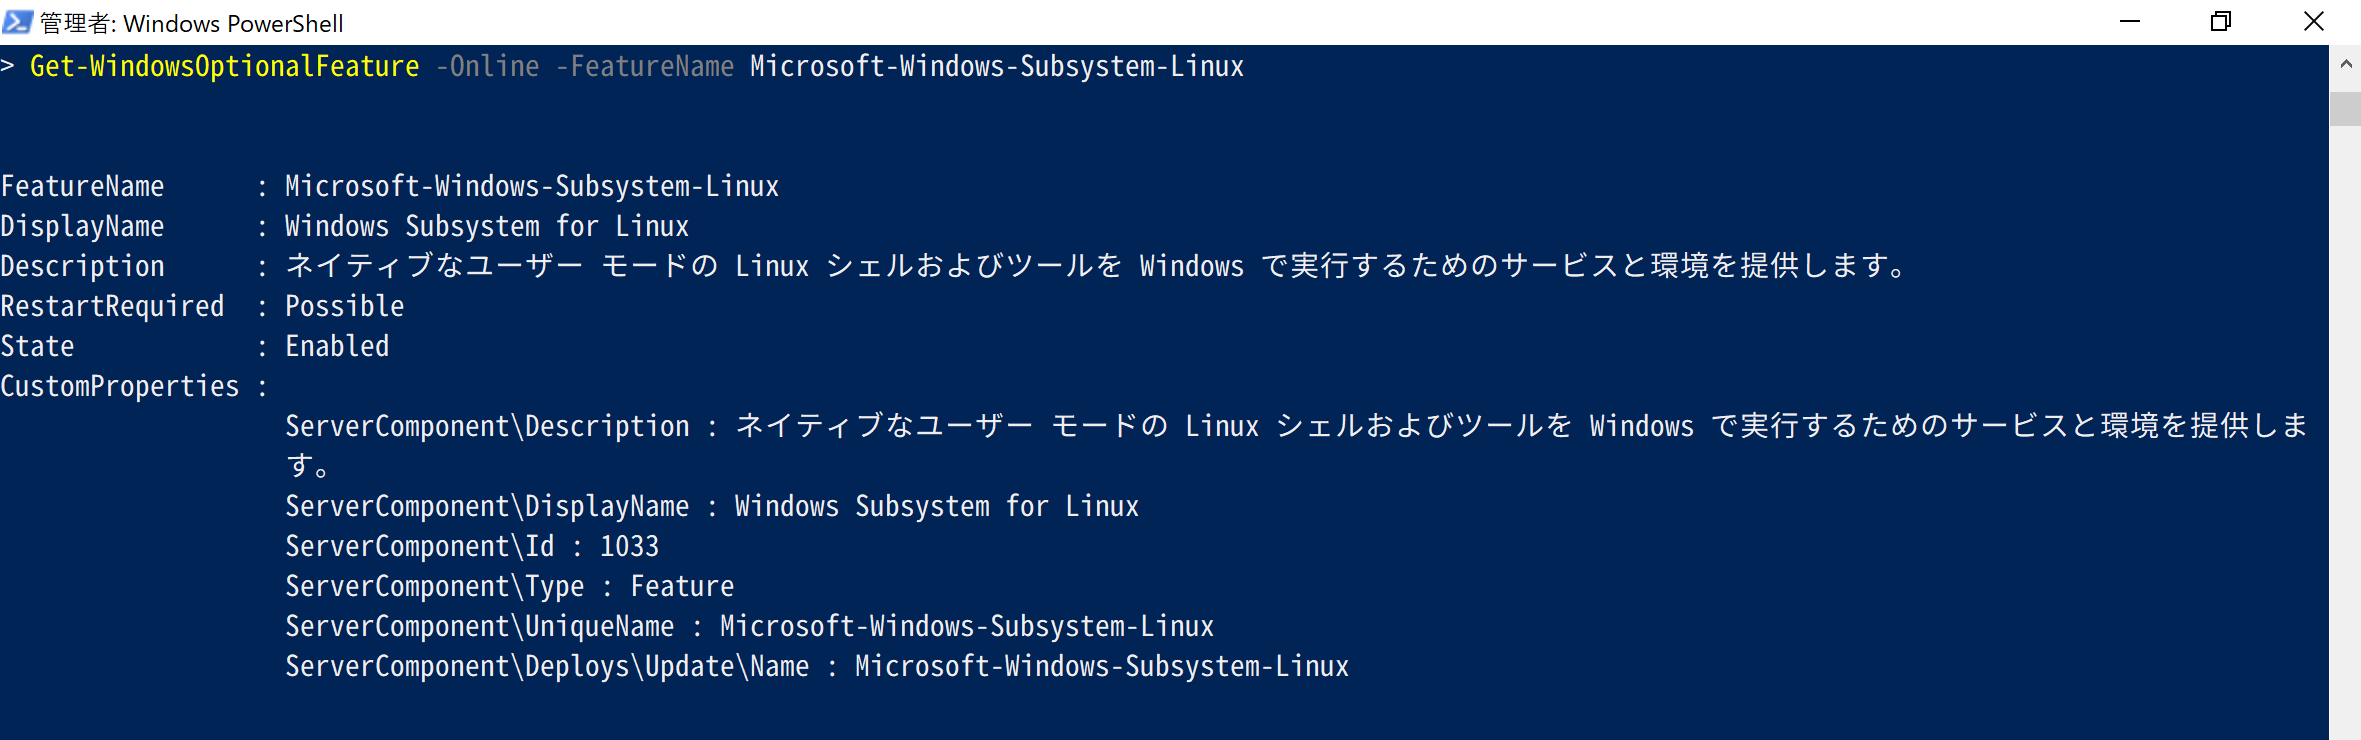 管理者: Windows PowerShell
> Get-WindowsOptionalFeature -Online -FeatureName Microsoft-Windows-Subsystem-Linux
FeatureName      : Microsoft-Windows-Subsystem-Linux
DisplayName      : Windows Subsystem for Linux
Description      : ネイティブなユーザー モードの Linux シェルおよびツールを Windows で実行するためのサービスと環境を提供します。
RestartRequired  : Possible
State            : Enabled
CustomProperties :
                   ServerComponent\Description : ネイティブなユーザー モードの Linux シェルおよびツールを Windows で実行するためのサービスと環境を提供しま
                   す。
                   ServerComponent\DisplayName : Windows Subsystem for Linux
                   ServerComponent\Id : 1033
                   ServerComponent\Type : Feature
                   ServerComponent\UniqueName : Microsoft-Windows-Subsystem-Linux
                   ServerComponent\Deploys\Update\Name : Microsoft-Windows-Subsystem-Linux